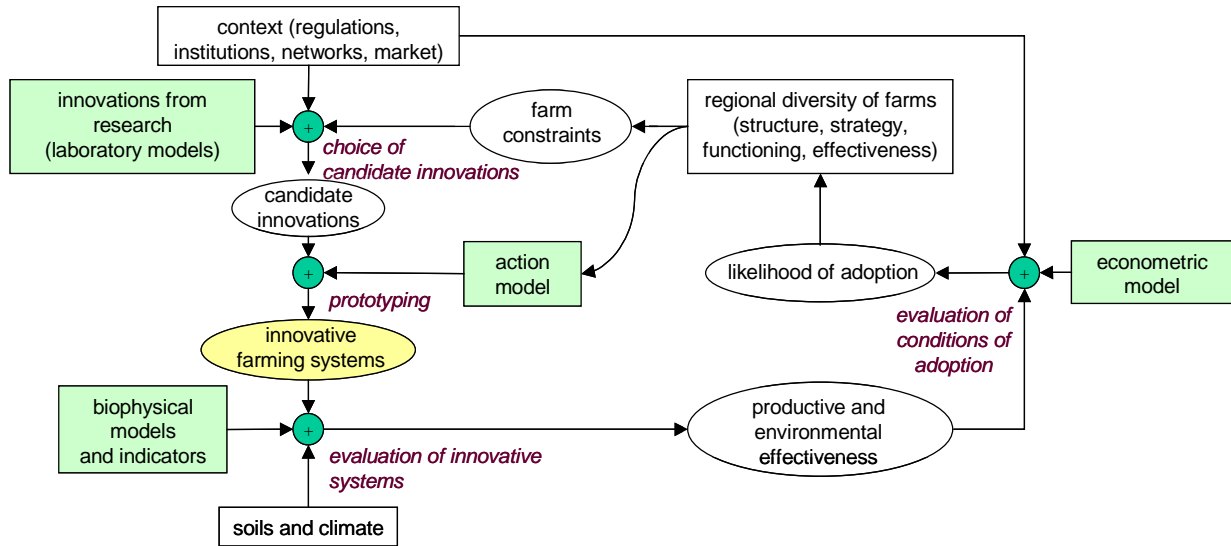 context (regulations,
institutions, networks, market)
innovations from
research
(laboratory models)
+
farm
constraints
regional diversity of farms
(structure, strategy,
functioning, effectiveness)
choice of
candidate innovations
candidate
innovations
+
action
model
likelihood of adoption
+
econometric
model
prototyping
evaluation of
conditions of
adoption
innovative
farming systems
biophysical
models
and indicators
+
productive and
environmental
effectiveness
evaluation of innovative
systems
soils and climate